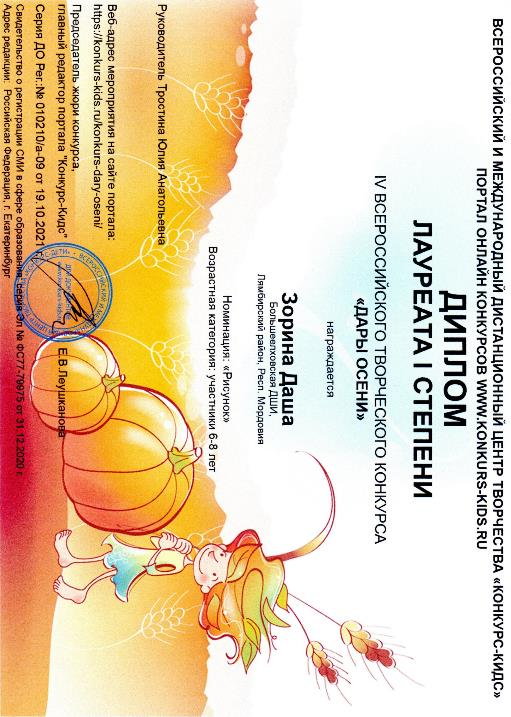 ВСЕРОССИЙСКИЙ И МЕЖДУНАРОДНЫЙ ДИСТАНЦИОННЫЙ ЦЕНТР ТВОРЧЕСТВА «КОНКУРС-КИДС»
ПОРТАЛ ОНЛАЙН КОНКУРСОВ WWW.KONKURS-KIDS.RU
ДИПЛОМ
ЛАУРЕАТА I СТЕПЕНИ
IV ВСЕРОССИЙСКОГО ТВОРЧЕСКОГО КОНКУРСА
«ДАРЫ ОСЕНИ»
награждается
Зорина Даша
Большеелховская ДШИ,
Лямбирский район, Респ. Мордовия
Номинация: «Рисунок»
Возрастная категория: участники 6-8 лет
Руководитель Тростина Юлия Анатольевна
Веб-адрес мероприятия на сайте портала:
https://konkurs-kids.ru/konkurs-dary-oseni/
Председатель жюри конкурса,
главный редактор портала "Конкурс-Кидс" Е.В.Леушканова
Серия ДО Рег.№ 010210/а-09 от 19.10.2021
Свидетельство о регистрации СМИ в сфере образования: серия Эл № ФС77-79975 от 31.12.2020 г.
Адрес редакции: Российская Федерация, г. Екатеринбург